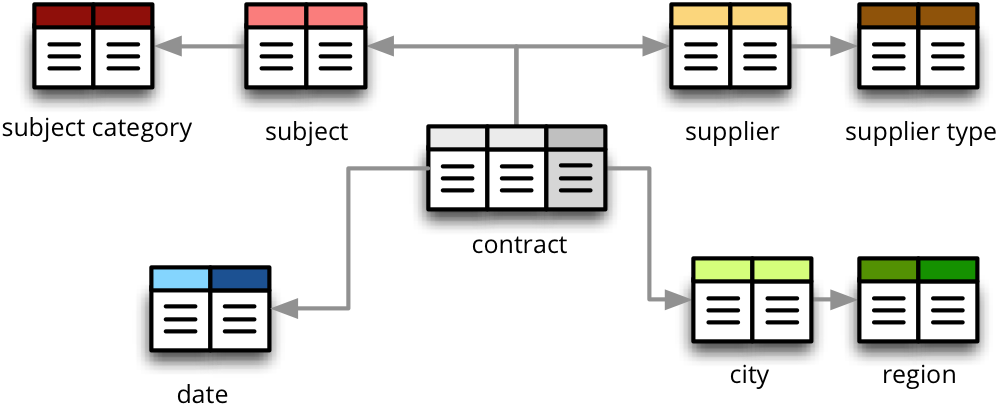 subject category
subject
supplier
supplier type
contract
date
city
region